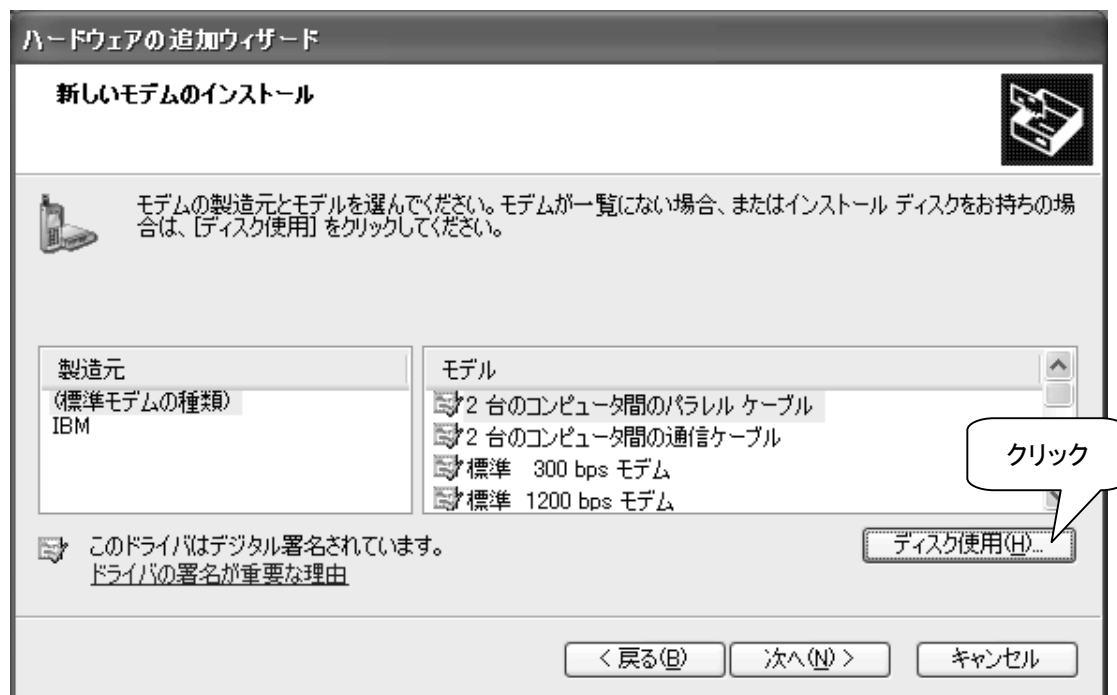 ハードウェアの追加ウィザード
新しいモデムのインストール
モデムの製造元とモデルを選んでください。モデムが一覧にない場合、またはインストール ディスクをお持ちの場
合は、[ディスク使用] をクリックしてください。
製造元
(標準モデムの種類)
IBM
モデル
2 台のコンピュータ間のパラレル ケーブル
2 台のコンピュータ間の通信ケーブル
標準 300 bps モデム
標準 1200 bps モデム
クリック
このドライバはデジタル署名されています。
ドライバの署名が重要な理由
ディスク使用(H)...
< 戻る(B)
次へ(N) >
キャンセル